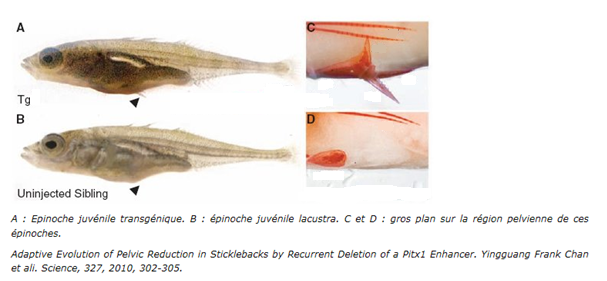 A
C
Tg
B
D
Uninjected Sibling
A : Epinoche juvénile transgénique. B : épinoche juvénile lacustra. C et D : gros plan sur la région pelvienne de ces
épinoches.
Adaptive Evolution of Pelvic Reduction in Sticklebacks by Recurrent Deletion of a Pitx1 Enhancer. Yingguang Frank Chan
et ali. Science, 327, 2010, 302-305.